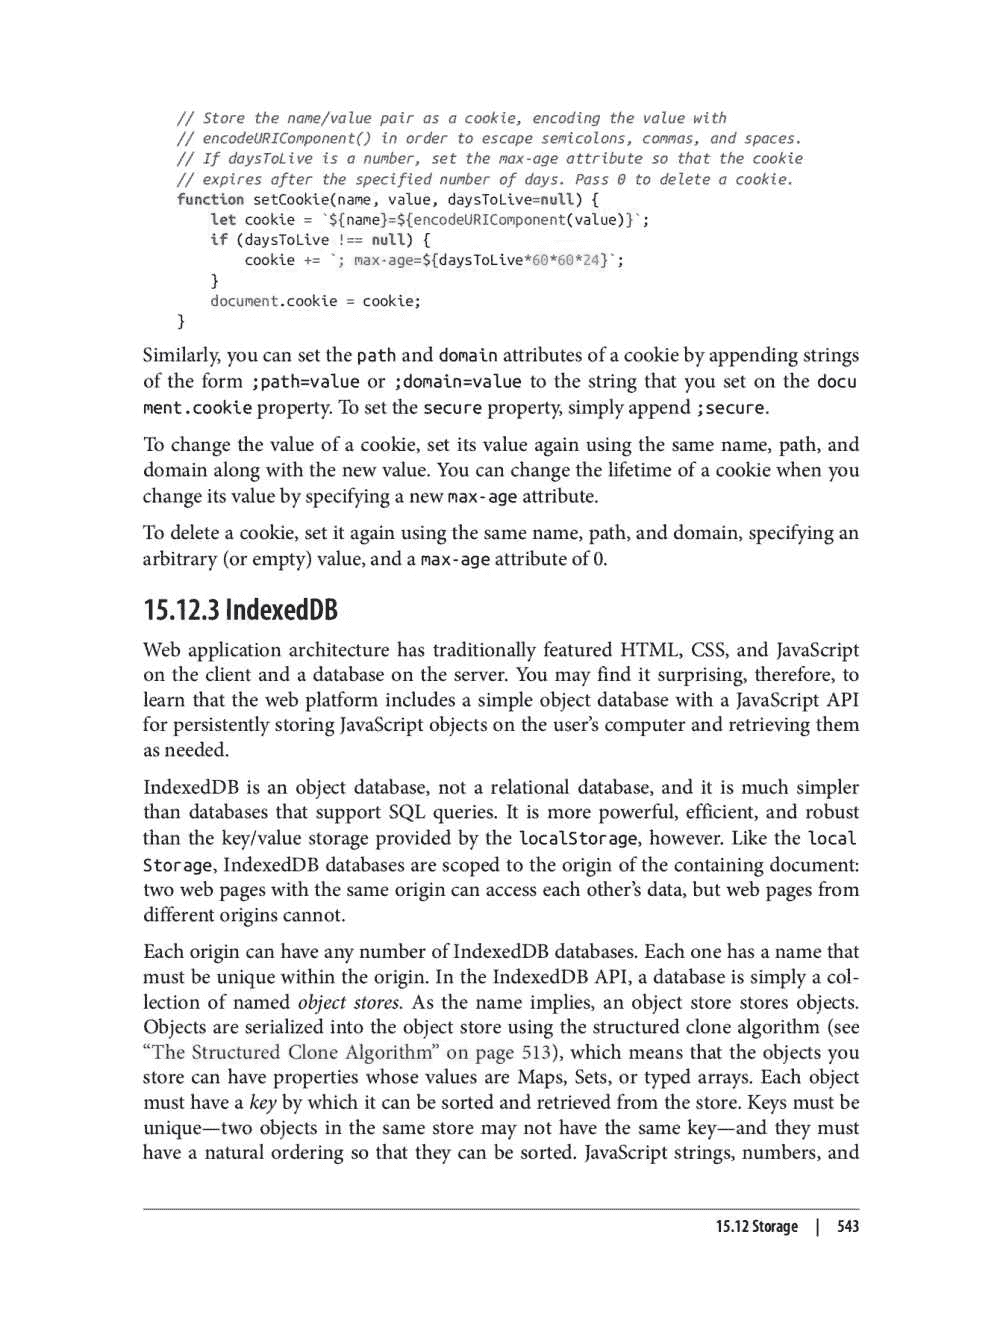 // Store the name/value pair as a cookie, encoding the value with
// encodeURIComponent() in order to escape semicolons, commas, and spaces.
// If daysToLive is a number, set the max-age attribute so that the cookie
// expires after the specified number of days. Pass 0 to delete a cookie.
function setCookie(name, value, daysToLive=null) {
    let cookie = `${name}=${encodeURIComponent(value)}`;
    if (daysToLive !== null) {
        cookie += `; max-age=${daysToLive*60*60*24}`;
    }
    document.cookie = cookie;
}
Similarly, you can set the path and domain attributes of a cookie by appending strings
of the form ;path=value or ;domain=value to the string that you set on the docu
ment.cookie property. To set the secure property, simply append ;secure.
To change the value of a cookie, set its value again using the same name, path, and
domain along with the new value. You can change the lifetime of a cookie when you
change its value by specifying a new max-age attribute.
To delete a cookie, set it again using the same name, path, and domain, specifying an
arbitrary (or empty) value, and a max-age attribute of 0.
15.12.3 IndexedDB
Web application architecture has traditionally featured HTML, CSS, and JavaScript
on the client and a database on the server. You may find it surprising, therefore, to
learn that the web platform includes a simple object database with a JavaScript API
for persistently storing JavaScript objects on the user’s computer and retrieving them
as needed.
IndexedDB is an object database, not a relational database, and it is much simpler
than databases that support SQL queries. It is more powerful, efficient, and robust
than the key/value storage provided by the localStorage, however. Like the local
Storage, IndexedDB databases are scoped to the origin of the containing document:
two web pages with the same origin can access each other’s data, but web pages from
different origins cannot.
Each origin can have any number of IndexedDB databases. Each one has a name that
must be unique within the origin. In the IndexedDB API, a database is simply a col-
lection of named object stores. As the name implies, an object store stores objects.
Objects are serialized into the object store using the structured clone algorithm (see
“The Structured Clone Algorithm” on page 513), which means that the objects you
store can have properties whose values are Maps, Sets, or typed arrays. Each object
must have a key by which it can be sorted and retrieved from the store. Keys must be
unique—two objects in the same store may not have the same key—and they must
have a natural ordering so that they can be sorted. JavaScript strings, numbers, and
15.12 Storage | 543